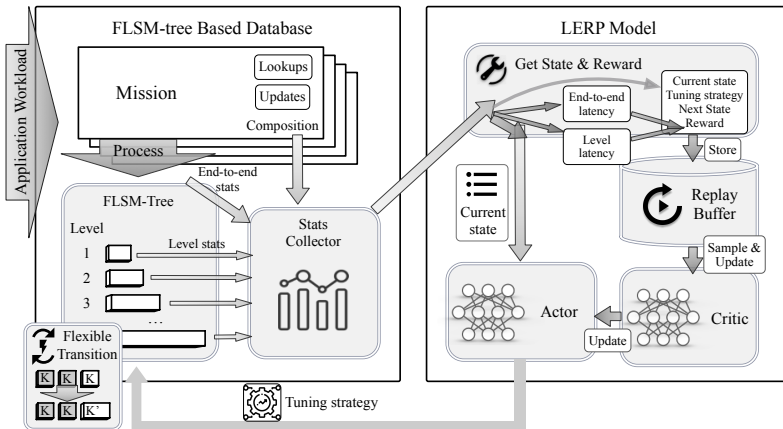 FLSM-tree Based Database
LERP Model
Application Workload
Mission
Lookups
Updates
Composition
Process
End-to-end
stats
FLSM-Tree
Level
1
2
3
...
Level stats
Stats
Collector
Flexible
Transition
K K K
K K K'
Tuning strategy
Get State & Reward
End-to-end
latency
Level
latency
Current state
Tuning strategy
Next State
Reward
Store
Replay
Buffer
Current
state
Sample &
Update
Actor
Update
Critic